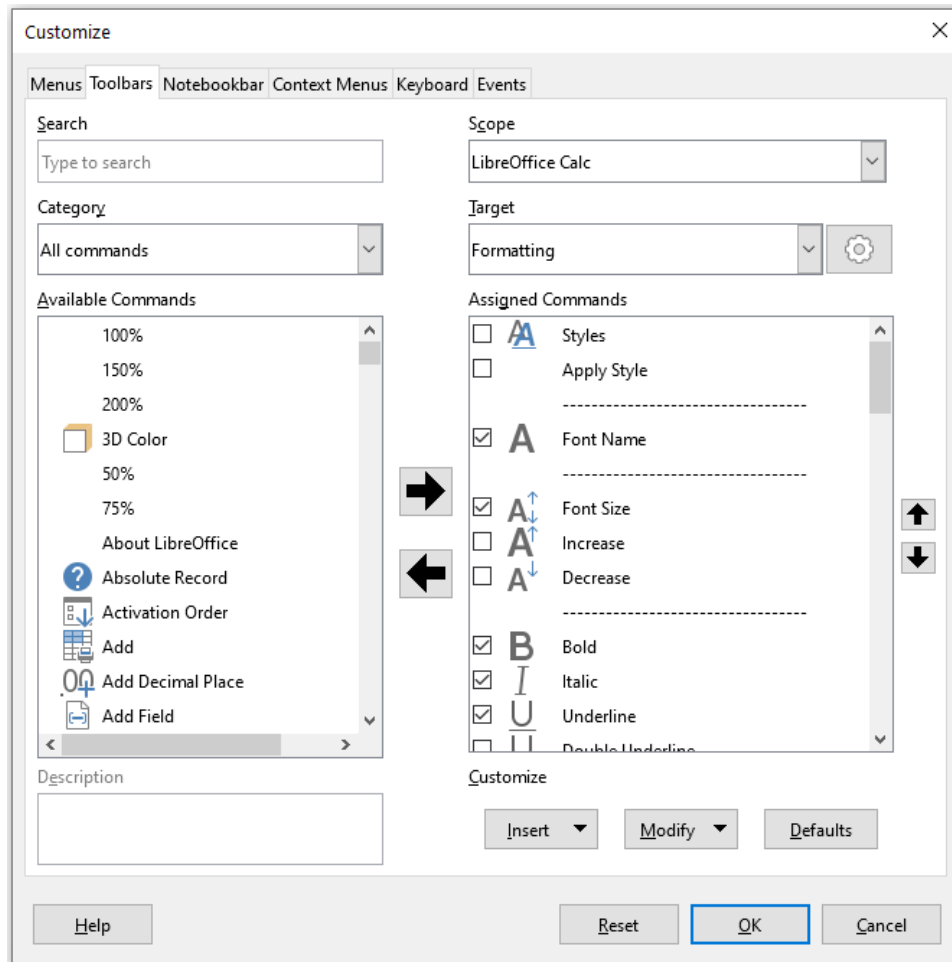 Customize
Menus Toolbars Notebookbar Context Menus Keyboard Events
Search
Type to search
Category
All commands
Available Commands
100%
150%
200%
3D Color
50%
75%
About LibreOffice
Absolute Record
Activation Order
Add
Add Decimal Place
Add Field
Description
Scope
LibreOffice Calc
Target
Formatting
Assigned Commands
Styles
Apply Style
----------------------------------
Font Name
----------------------------------
Font Size
Increase
Decrease
----------------------------------
Bold
Italic
Underline
Double Underline
Customize
Insert Modify Defaults
Help Reset OK Cancel